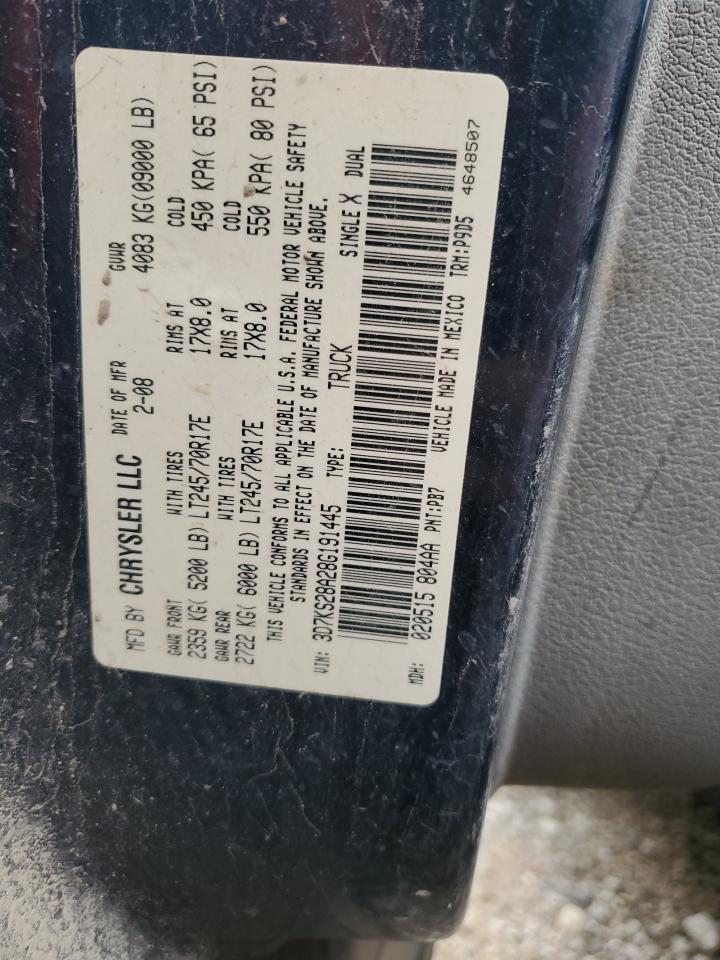 MFD BY CHRYSLER LLC DATE OF MFR 2-08 GVWR 4083 KG(09000 LB)
GAWR FRONT WITH TIRES RIMS AT COLD
2359 KG( 5200 LB) LT245/70R17E 17X8.0 450 KPA( 65 PSI)
GAWR REAR WITH TIRES RIMS AT COLD
2722 KG( 6000 LB) LT245/70R17E 17X8.0 550 KPA( 80 PSI)
THIS VEHICLE CONFORMS TO ALL APPLICABLE U.S.A. FEDERAL MOTOR VEHICLE SAFETY
STANDARDS IN EFFECT ON THE DATE OF MANUFACTURE SHOWN ABOVE.
VIN: 3D7KS28A28G191445 TYPE: TRUCK SINGLE X DUAL
MDH: 020515 804AA PNT:PB7 VEHICLE MADE IN MEXICO TRM:P9D5 4648507